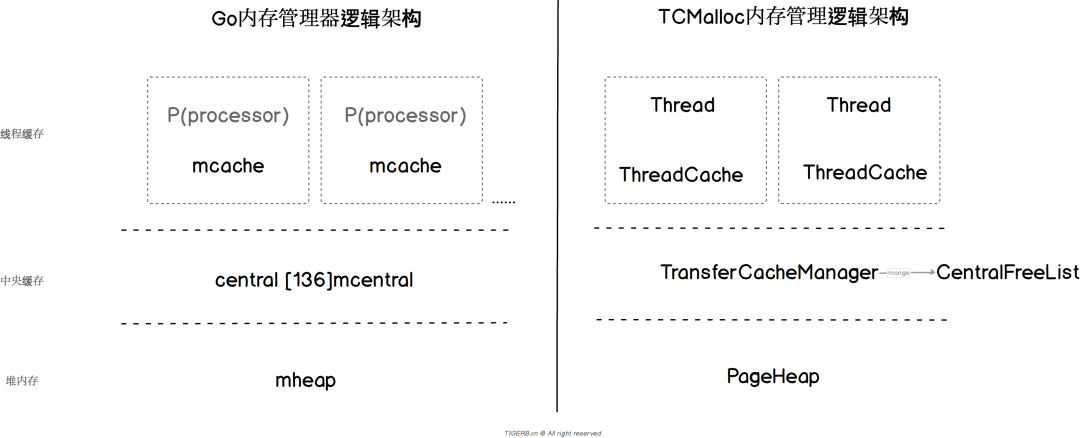 Go内存管理器逻辑架构
TCMalloc内存管理逻辑架构
线程缓存
P(processor)
mcache
P(processor)
mcache
......
Thread
ThreadCache
Thread
ThreadCache
中央缓存
central [136]mcentral
TransferCacheManager
mange
CentralFreeList
堆内存
mheap
PageHeap
TIGERB.cn © All right reserved